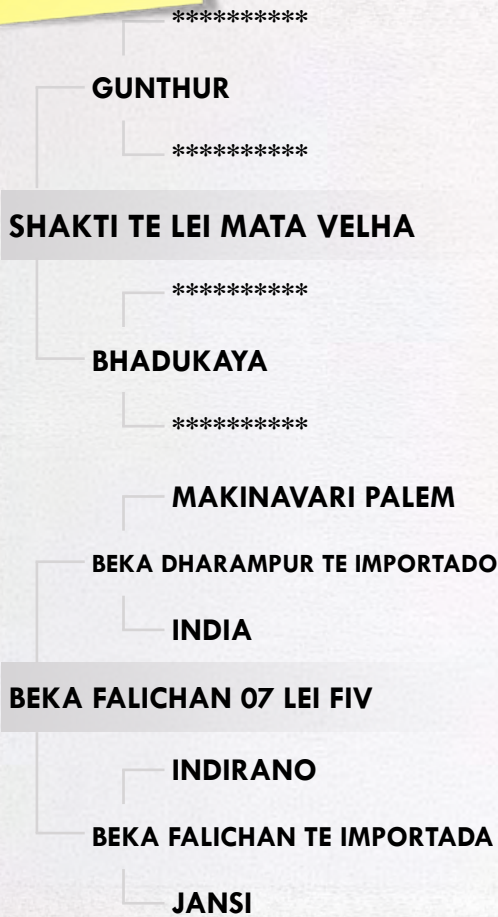 **********
GUNTHUR
**********
SHAKTI TE LEI MATA VELHA
**********
BHADUKAYA
**********
MAKINAVARI PALEM
BEKA DHARAMPUR TE IMPORTADO
INDIA
BEKA FALICHAN 07 LEI FIV
INDIRANO
BEKA FALICHAN TE IMPORTADA
JANSI